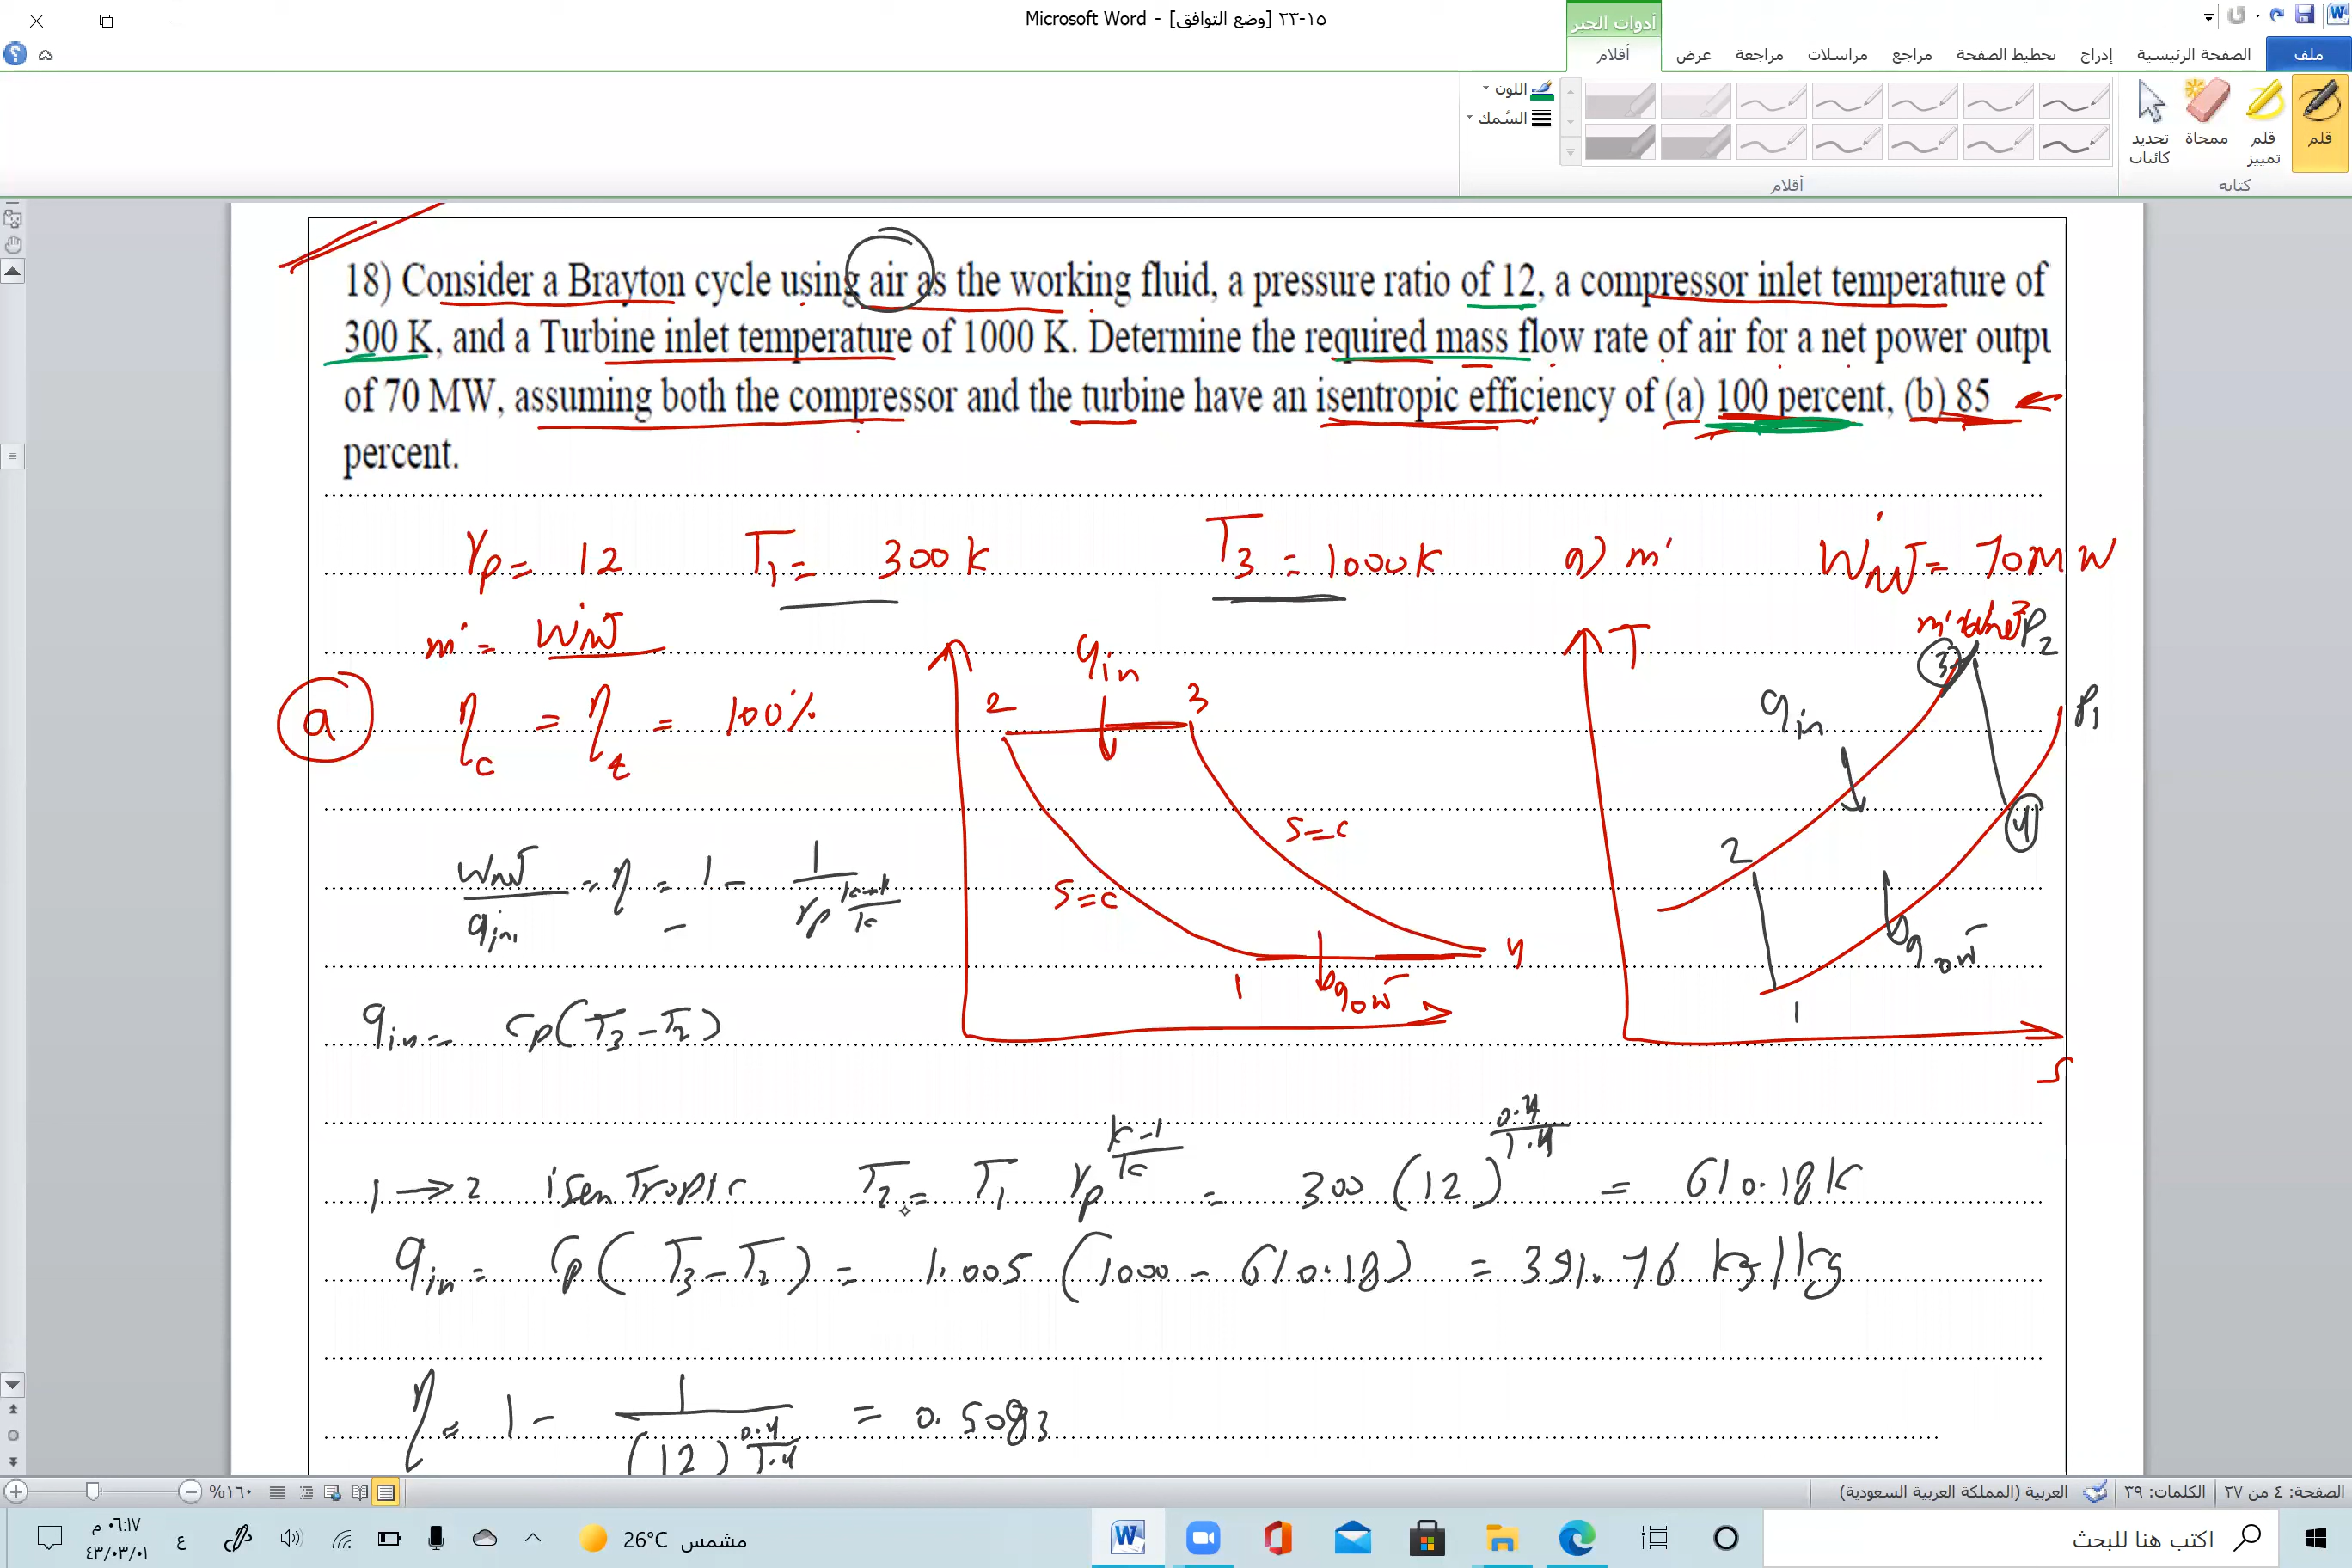 ٢٣-١٥ [وضع التوافق] - Microsoft Word
أدوات الحبر
ملف الصفحة الرئيسية إدراج تخطيط الصفحة مراجع مراسلات مراجعة عرض أقلام
قلم
قلم تمييز
ممحاة
تحديد كائنات
اللون
السُمك
كتابة
أقلام
18) Consider a Brayton cycle using air as the working fluid, a pressure ratio of 12, a compressor inlet temperature of
300 K, and a Turbine inlet temperature of 1000 K. Determine the required mass flow rate of air for a net power outpu
of 70 MW, assuming both the compressor and the turbine have an isentropic efficiency of (a) 100 percent, (b) 85
percent.
rp = 12 T1 = 300 k T3 = 1000k a) m· Ẇnet = 70 MW
m· = Ẇnet
a ηc = ηt = 100%
qin
2 3
S=c
S=c
1 4
qout
T
3 P2
P1
qin
2
4
qout
1
S
wnet/qin = η = 1 - 1/rp^(k-1/k)
qin = Cp(T3 - T2)
1 → 2 isentropic T2 = T1 rp^(k-1/k) = 300 (12)^(0.4/1.4) = 610.18 k
qin = Cp ( T3 - T2 ) = 1.005 (1000 - 610.18) = 391.76 kJ/kg
η = 1 - 1/(12)^(0.4/1.4) = 0.5083
الصفحة: ٤ من ٢٧ الكلمات: ٣٩ العربية (المملكة العربية السعودية)
%١٦٠
اكتب هنا للبحث
26°C مشمس
ع
٠٦:١٧ م
٤٣/٠٣/٠١